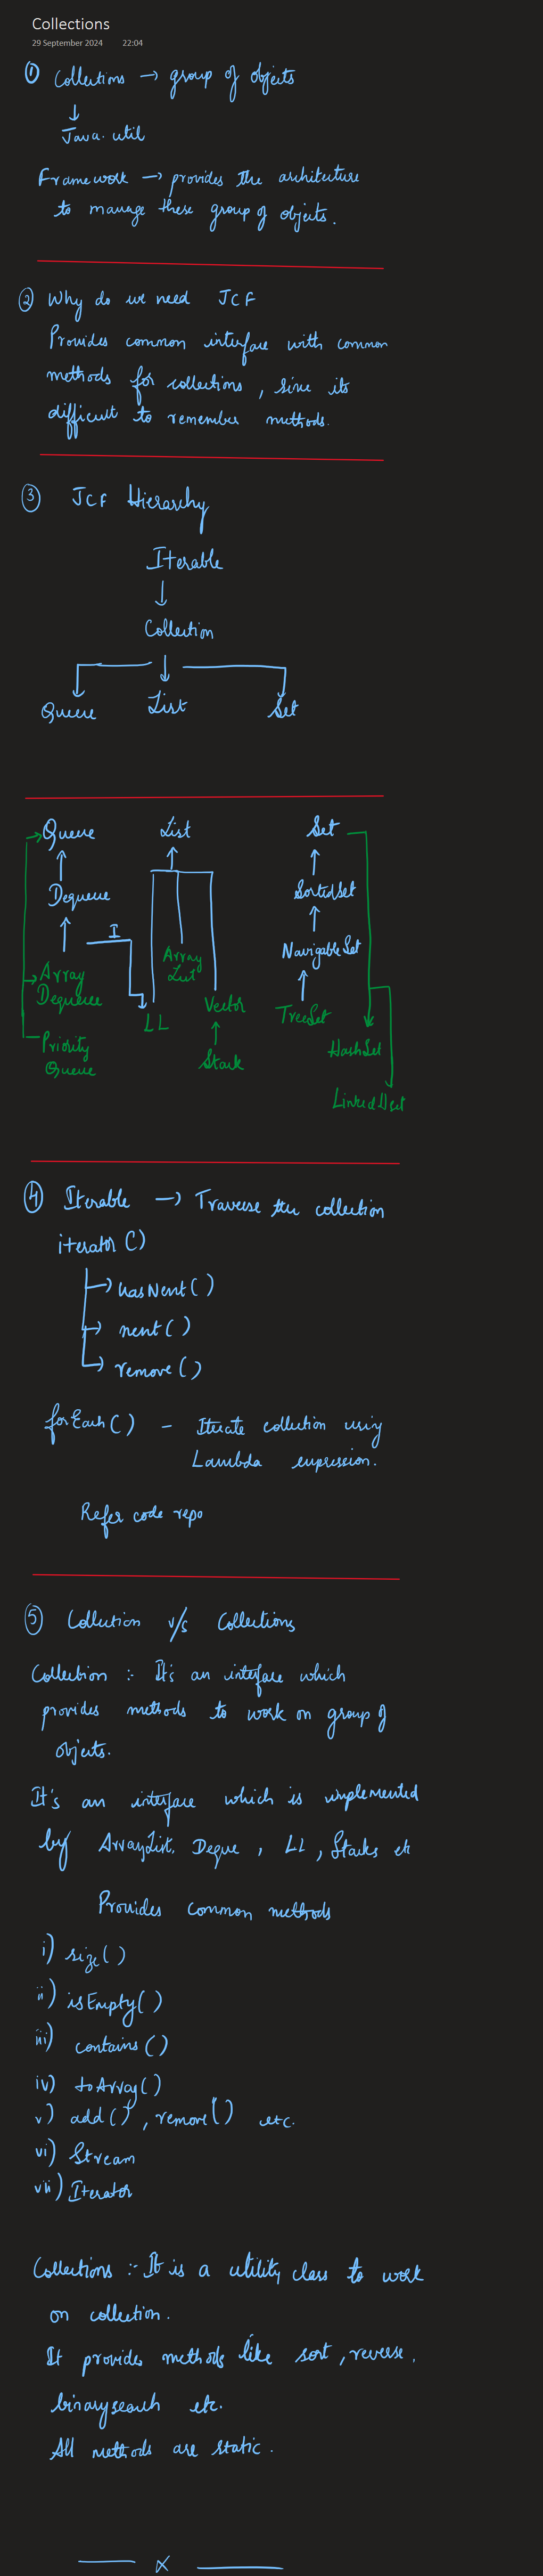 Collections
29 September 2024 22:04
① Collections → group of objects
↓
Java.util
Framework → provides the architecture
to manage these group of objects.
② Why do we need JCF
Provides common interface with common
methods for collections, since its
difficult to remember methods.
③ JCF Hierarchy
Iterable
↓
Collection
Queue List Set
Queue List Set
Dequeue SortedSet
I Array List NavigableSet
Array Dequeue LL Vector TreeSet
Priority Queue Stack HashSet
LinkedHset
④ Iterable → Traverse the collection
iterator()
→ hasNext()
→ next()
→ remove()
forEach() - Iterate collection using
Lambda expression.
Refer code repo
⑤ Collection v/s Collections
Collection :- It's an interface which
provides methods to work on group of
objects.
It's an interface which is implemented
by ArrayList, Deque, LL, Stacks etc
Provides common methods
i) size()
ii) isEmpty()
iii) contains()
iv) toArray()
v) add(), remove() etc.
vi) Stream
vii) Iterator
Collections :- It is a utility class to work
on collection.
It provides methods like sort, reverse,
binarysearch etc.
All methods are static.
— x —